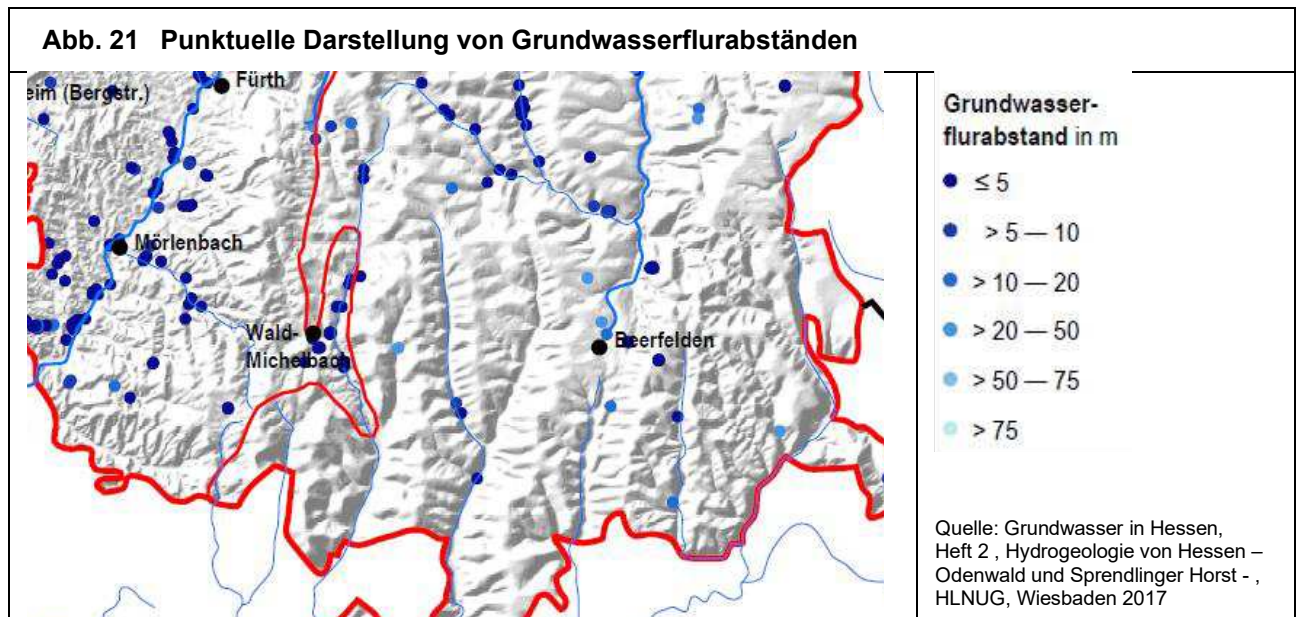 Abb. 21 Punktuelle Darstellung von Grundwasserflurabständen
Fürth
eim (Bergstr.)
Mörlenbach
Wald-
Michelbach
Beerfelden
Grundwasser-
flurabstand in m
≤ 5
> 5 — 10
> 10 — 20
> 20 — 50
> 50 — 75
> 75
Quelle: Grundwasser in Hessen,
Heft 2 , Hydrogeologie von Hessen –
Odenwald und Sprendlinger Horst - ,
HLNUG, Wiesbaden 2017